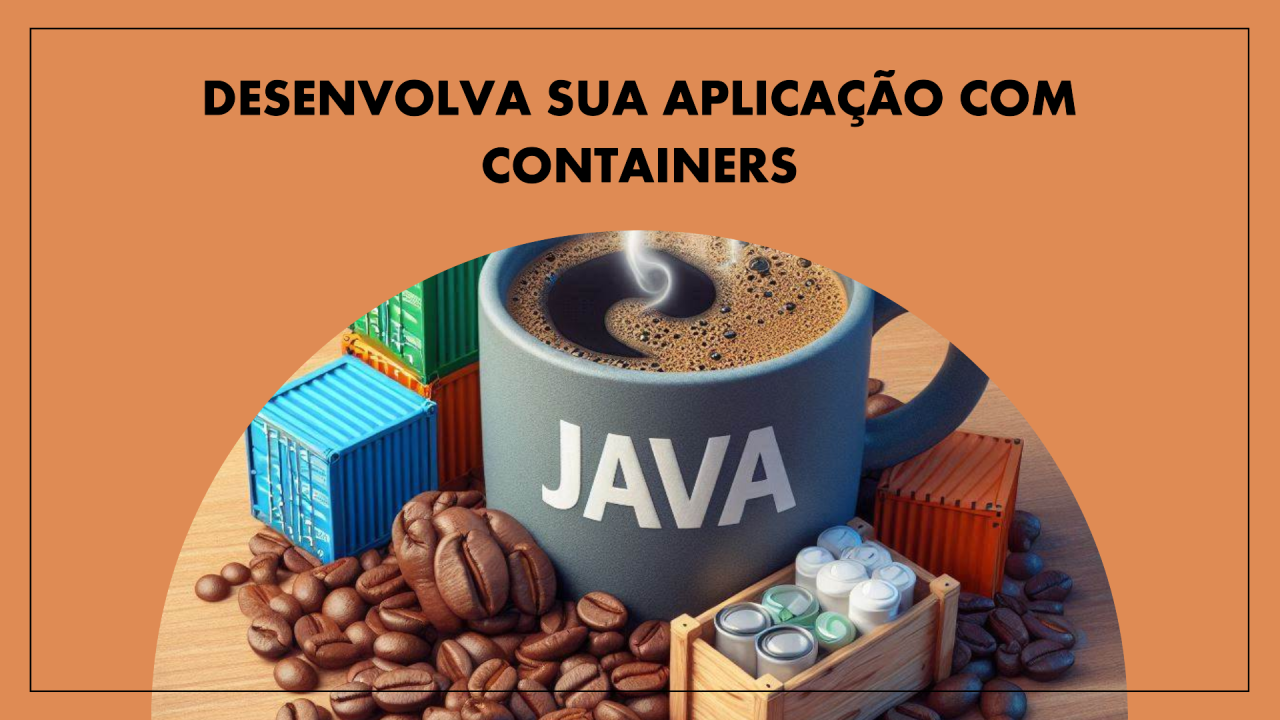 DESENVOLVA SUA APLICAÇÃO COM
CONTAINERS
JAVA